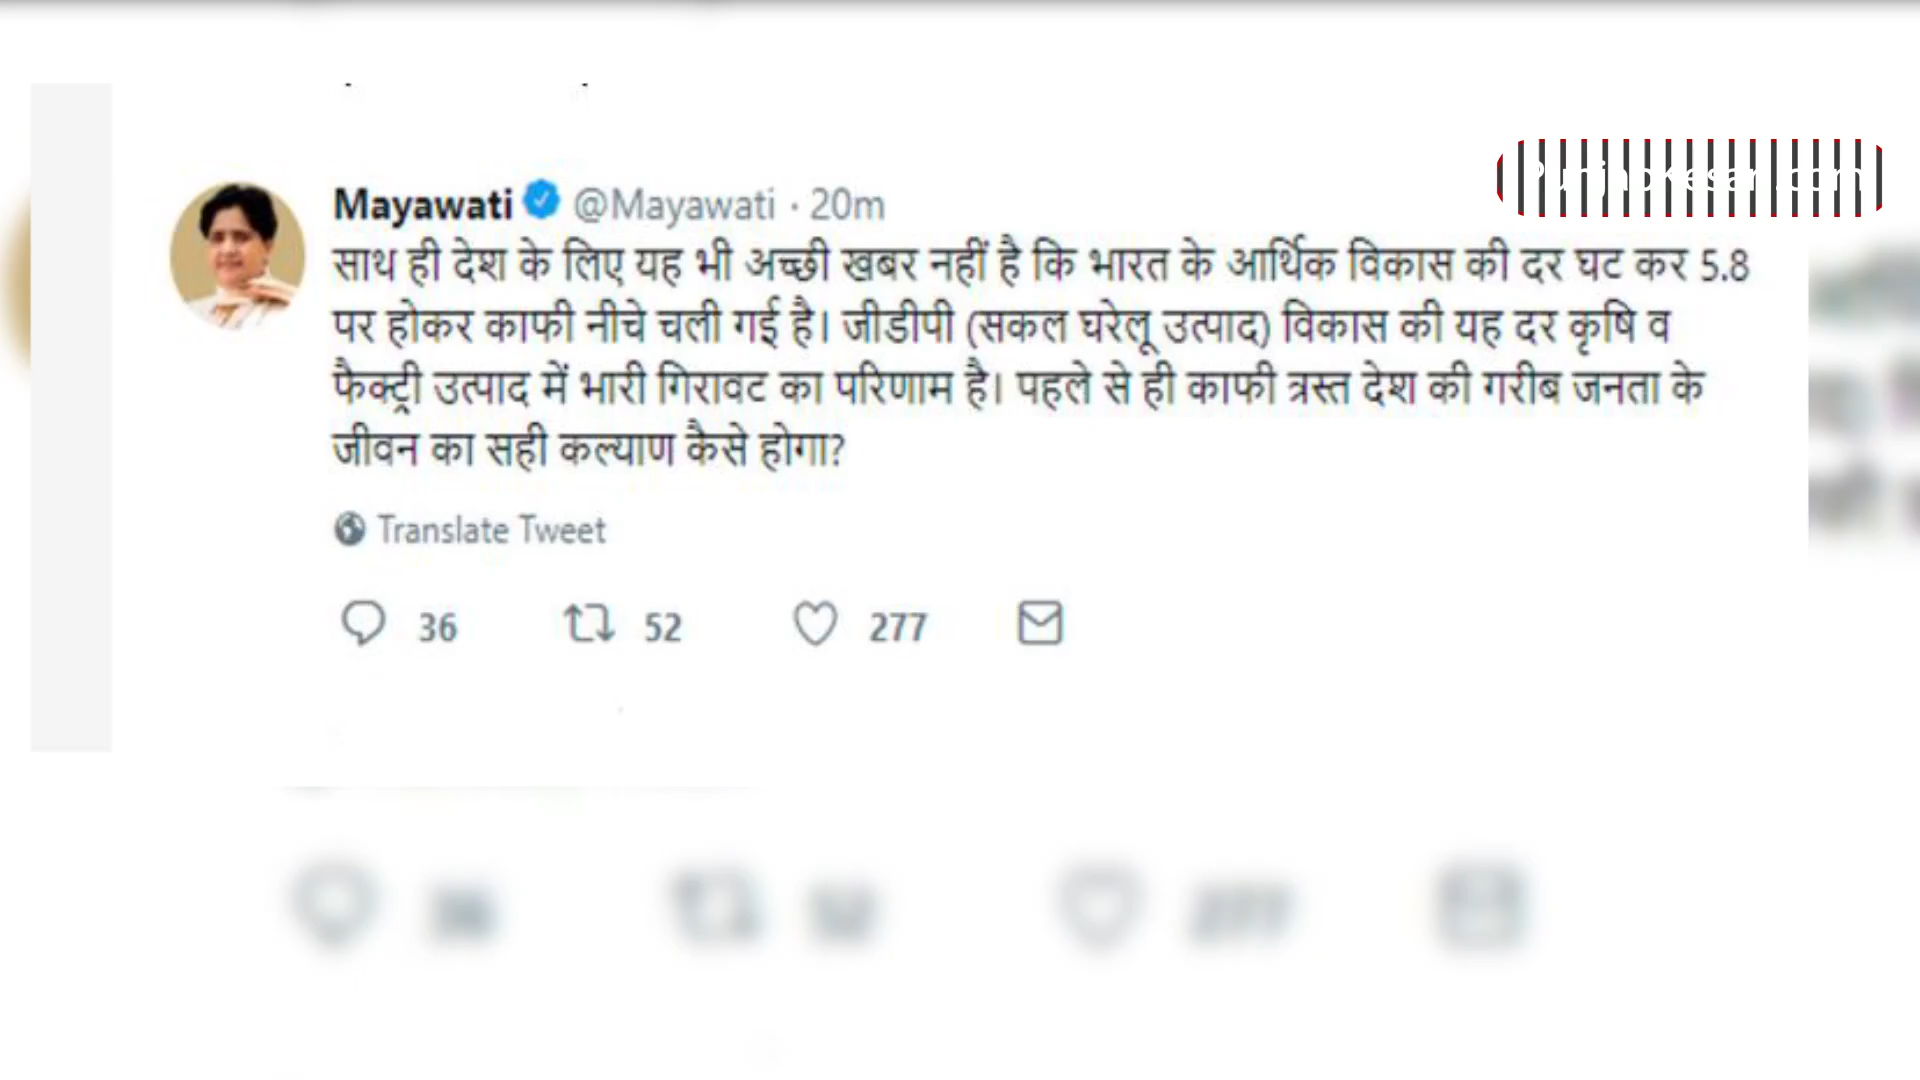 PunjabKesari.com
Mayawati @Mayawati · 20m
साथ ही देश के लिए यह भी अच्छी खबर नहीं है कि भारत के आर्थिक विकास की दर घट कर 5.8
पर होकर काफी नीचे चली गई है। जीडीपी (सकल घरेलू उत्पाद) विकास की यह दर कृषि व
फैक्ट्री उत्पाद में भारी गिरावट का परिणाम है। पहले से ही काफी त्रस्त देश की गरीब जनता के
जीवन का सही कल्याण कैसे होगा?
Translate Tweet
36 52 277